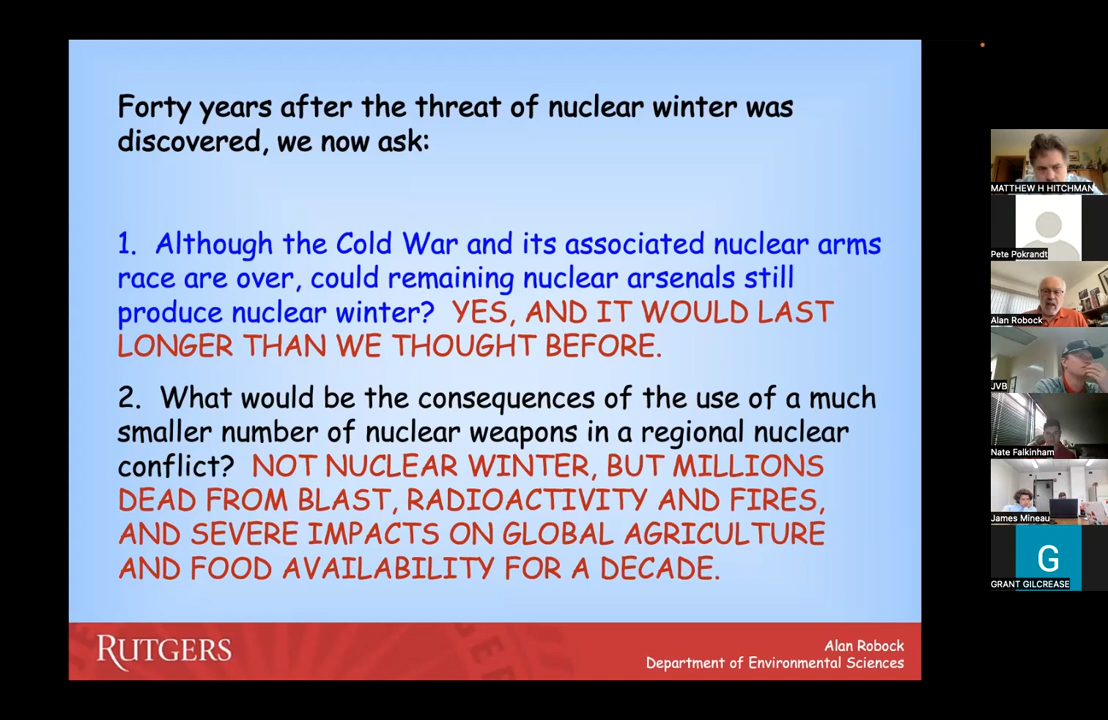 Forty years after the threat of nuclear winter was
discovered, we now ask:
1. Although the Cold War and its associated nuclear arms
race are over, could remaining nuclear arsenals still
produce nuclear winter? YES, AND IT WOULD LAST
LONGER THAN WE THOUGHT BEFORE.
2. What would be the consequences of the use of a much
smaller number of nuclear weapons in a regional nuclear
conflict? NOT NUCLEAR WINTER, BUT MILLIONS
DEAD FROM BLAST, RADIOACTIVITY AND FIRES,
AND SEVERE IMPACTS ON GLOBAL AGRICULTURE
AND FOOD AVAILABILITY FOR A DECADE.
RUTGERS
Alan Robock
Department of Environmental Sciences
MATTHEW H HITCHMAN
Pete Pokrandt
Alan Robock
JVB
Nate Falkinham
James Mineau
G
GRANT GILCREASE